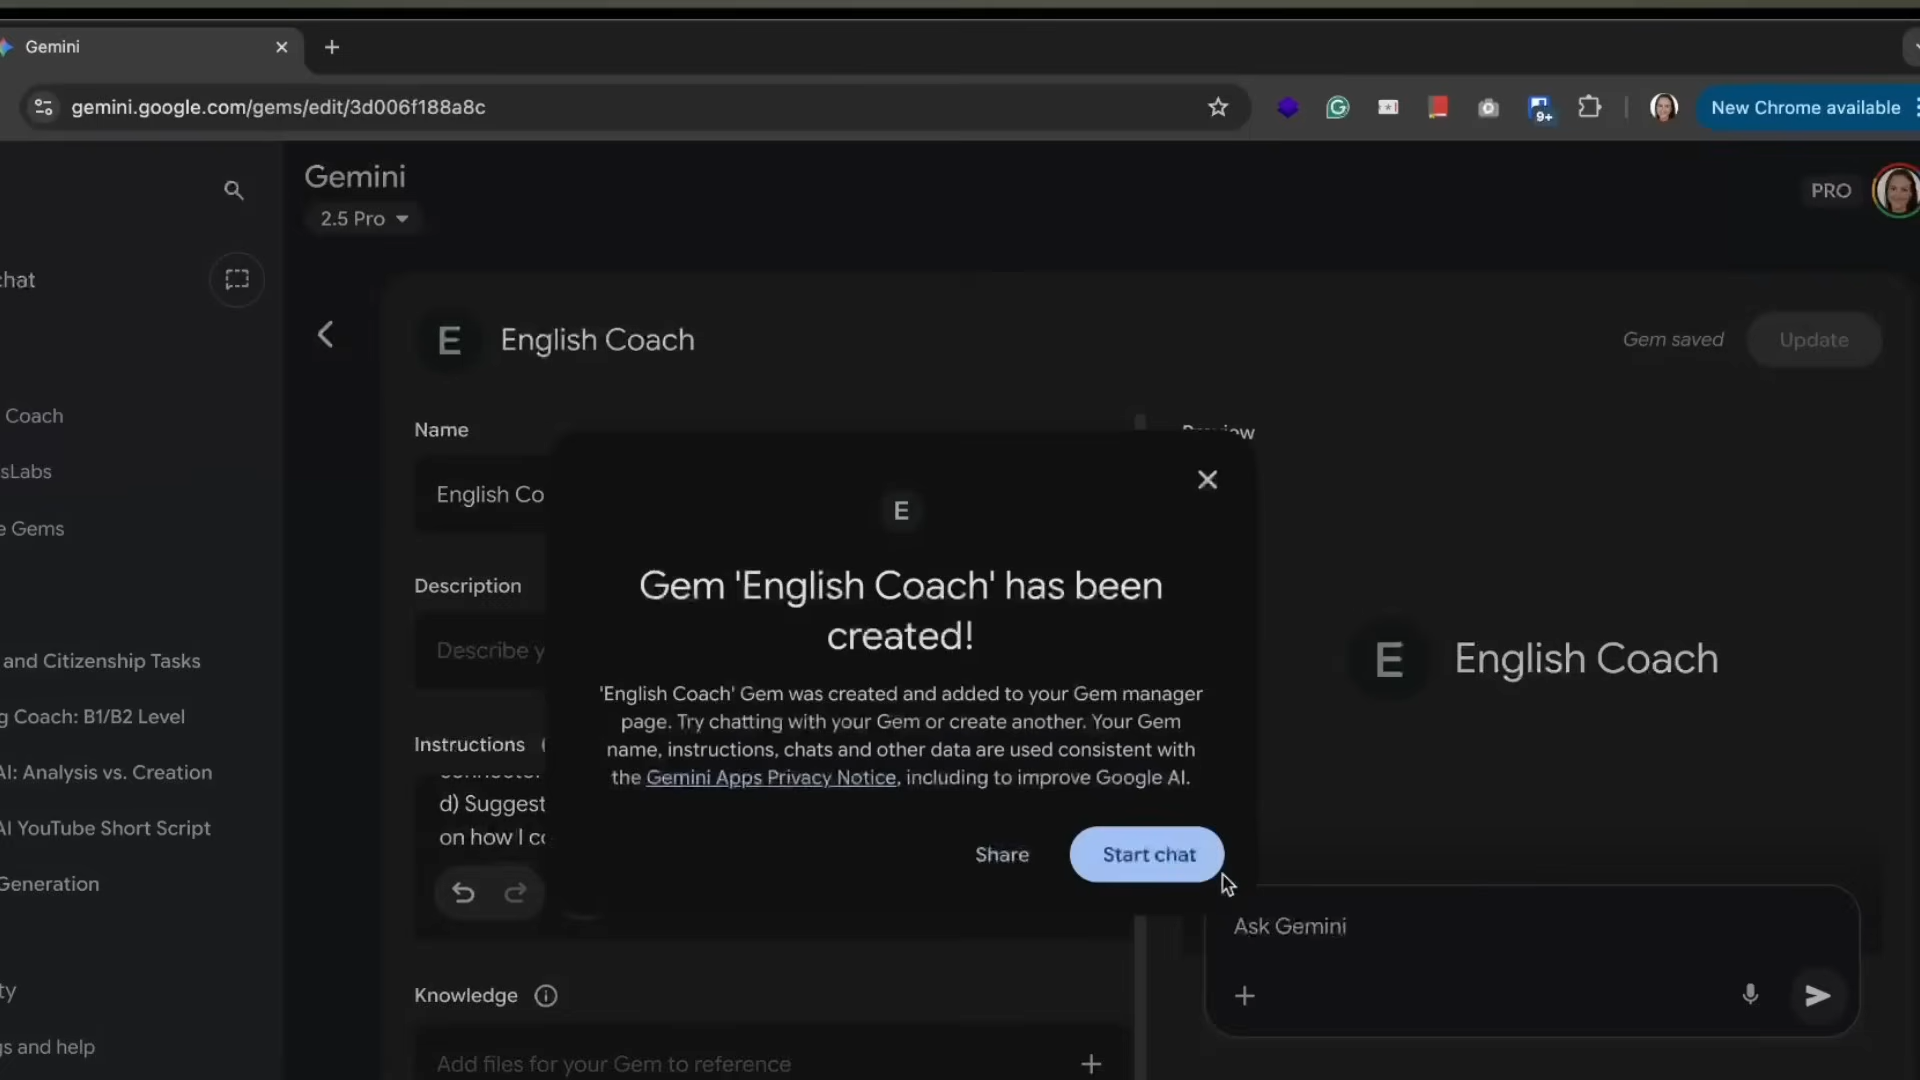 Gemini
gemini.google.com/gems/edit/3d006f188a8c
9+
New Chrome available
Gemini
2.5 Pro
PRO
chat
E
English Coach
Gem saved
Update
Coach
sLabs
e Gems
Name
Preview
English Co
E
Gem 'English Coach' has been
created!
Description
Describe y
E
English Coach
and Citizenship Tasks
g Coach: B1/B2 Level
AI: Analysis vs. Creation
AI YouTube Short Script
Generation
'English Coach' Gem was created and added to your Gem manager
page. Try chatting with your Gem or create another. Your Gem
name, instructions, chats and other data are used consistent with
the Gemini Apps Privacy Notice, including to improve Google AI.
Instructions
d) Suggest
on how I co
Share
Start chat
Ask Gemini
Knowledge
ty
gs and help
Add files for your Gem to reference